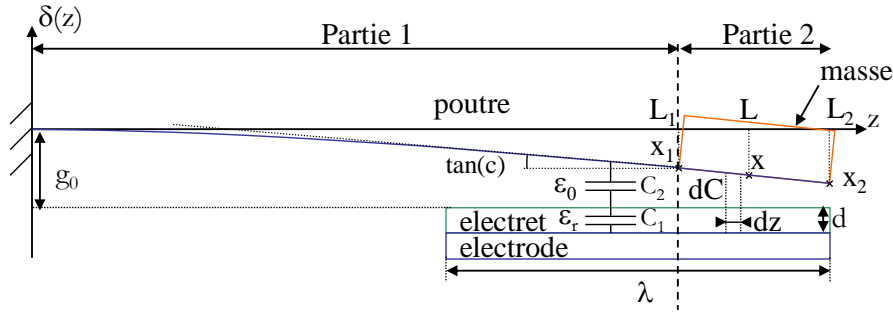 δ(z)
Partie 1
Partie 2
masse
poutre
L₁
L
L₂
z
x₁
x
x₂
tan(c)
g₀
ε₀
C₂
dC
electret
εᵣ
C₁
dz
d
electrode
λ